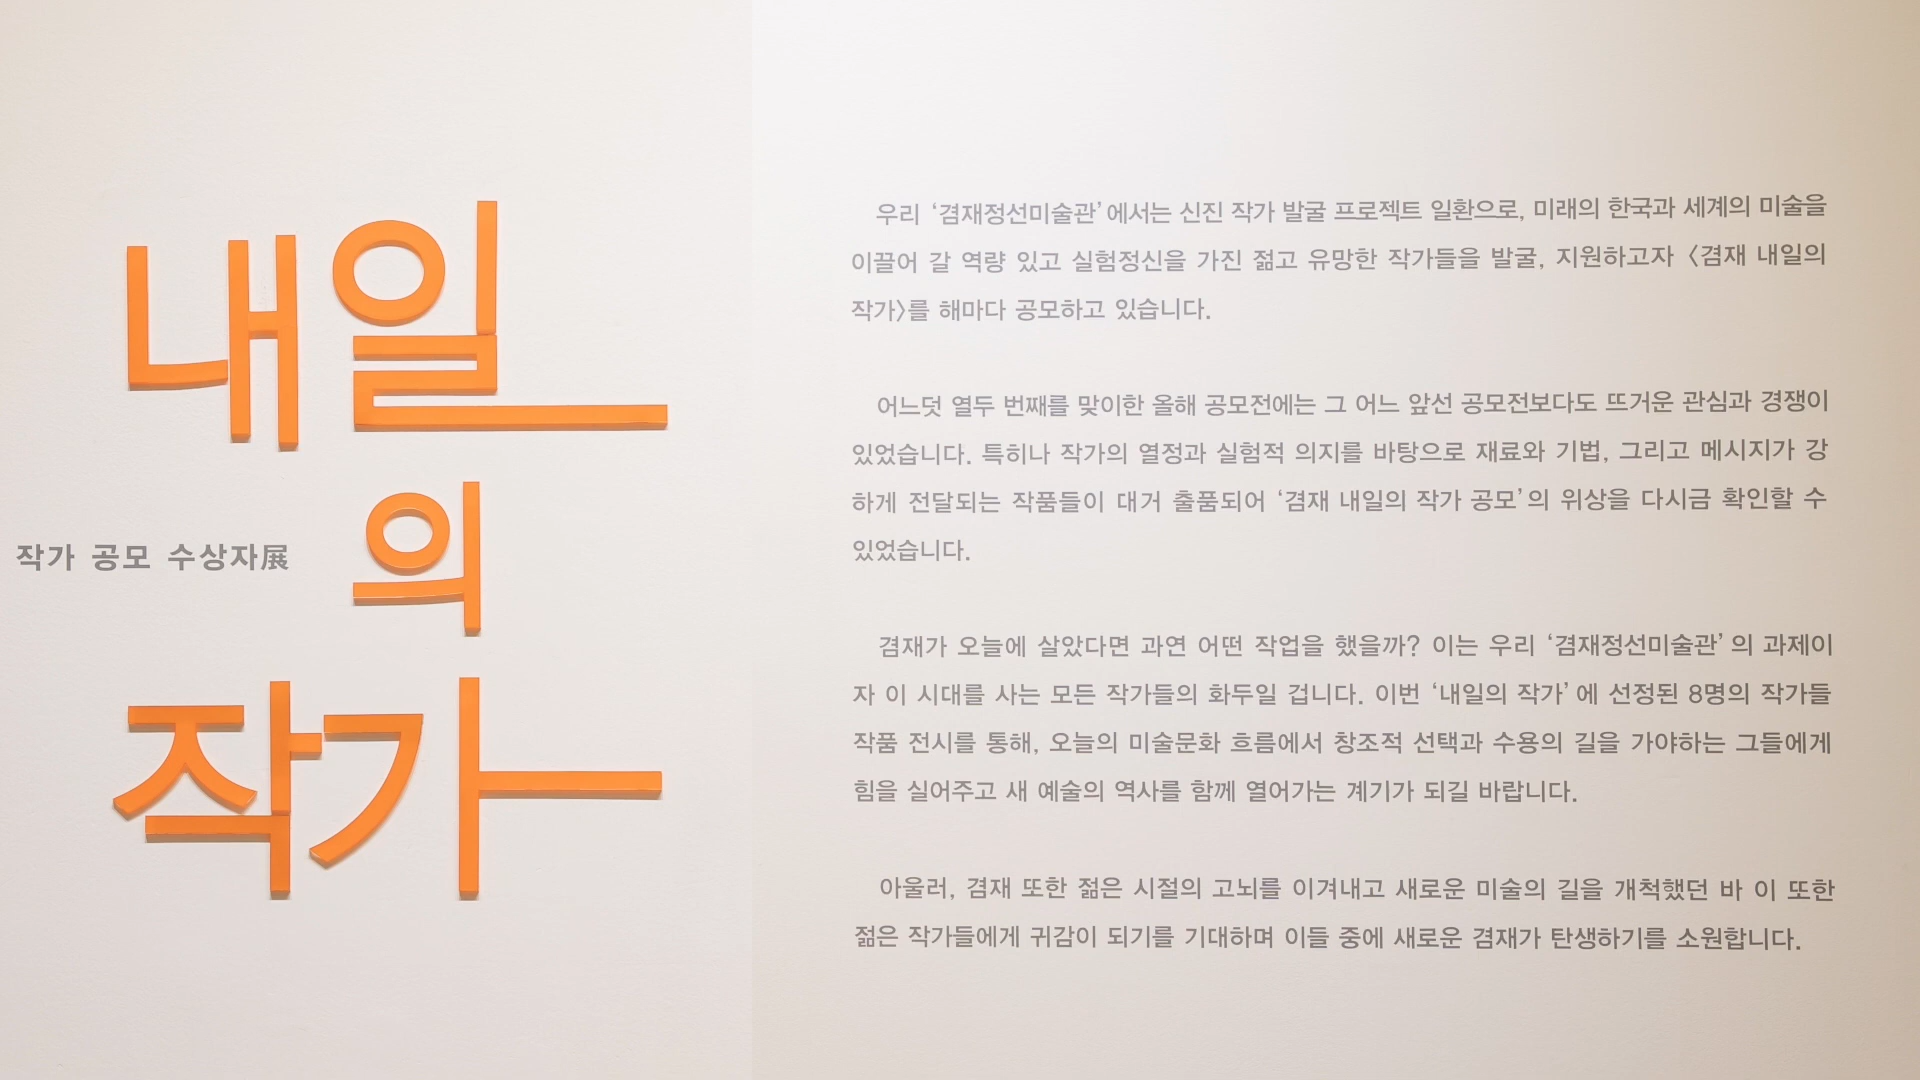 내일
의
작가
작가 공모 수상자展
우리 ‘겸재정선미술관’에서는 신진 작가 발굴 프로젝트 일환으로, 미래의 한국과 세계의 미술을
이끌어 갈 역량 있고 실험정신을 가진 젊고 유망한 작가들을 발굴, 지원하고자 〈겸재 내일의
작가〉를 해마다 공모하고 있습니다.
어느덧 열두 번째를 맞이한 올해 공모전에는 그 어느 앞선 공모전보다도 뜨거운 관심과 경쟁이
있었습니다. 특히나 작가의 열정과 실험적 의지를 바탕으로 재료와 기법, 그리고 메시지가 강
하게 전달되는 작품들이 대거 출품되어 ‘겸재 내일의 작가 공모’의 위상을 다시금 확인할 수
있었습니다.
겸재가 오늘에 살았다면 과연 어떤 작업을 했을까? 이는 우리 ‘겸재정선미술관’의 과제이
자 이 시대를 사는 모든 작가들의 화두일 겁니다. 이번 ‘내일의 작가’에 선정된 8명의 작가들
작품 전시를 통해, 오늘의 미술문화 흐름에서 창조적 선택과 수용의 길을 가야하는 그들에게
힘을 실어주고 새 예술의 역사를 함께 열어가는 계기가 되길 바랍니다.
아울러, 겸재 또한 젊은 시절의 고뇌를 이겨내고 새로운 미술의 길을 개척했던 바 이 또한
젊은 작가들에게 귀감이 되기를 기대하며 이들 중에 새로운 겸재가 탄생하기를 소원합니다.